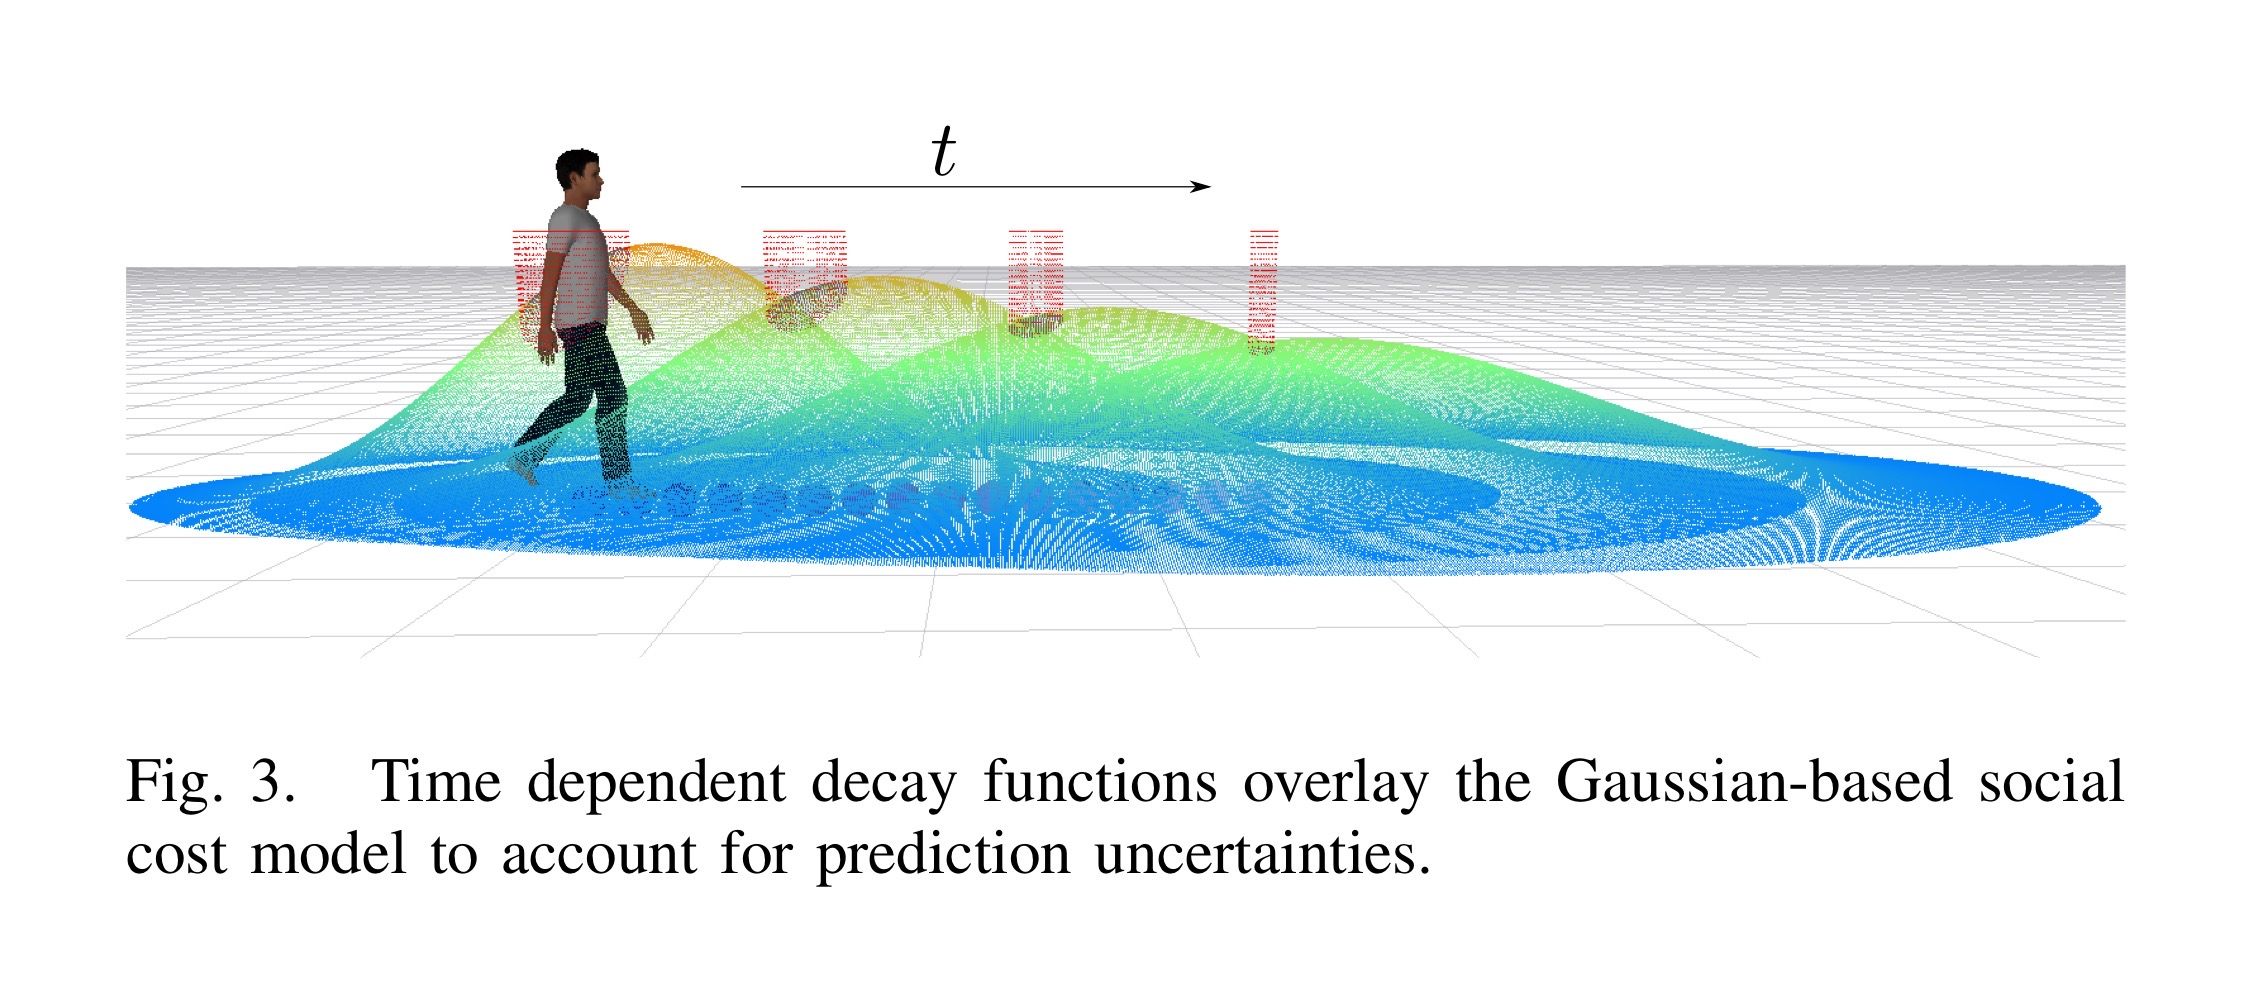 t
Fig. 3. Time dependent decay functions overlay the Gaussian-based social
cost model to account for prediction uncertainties.